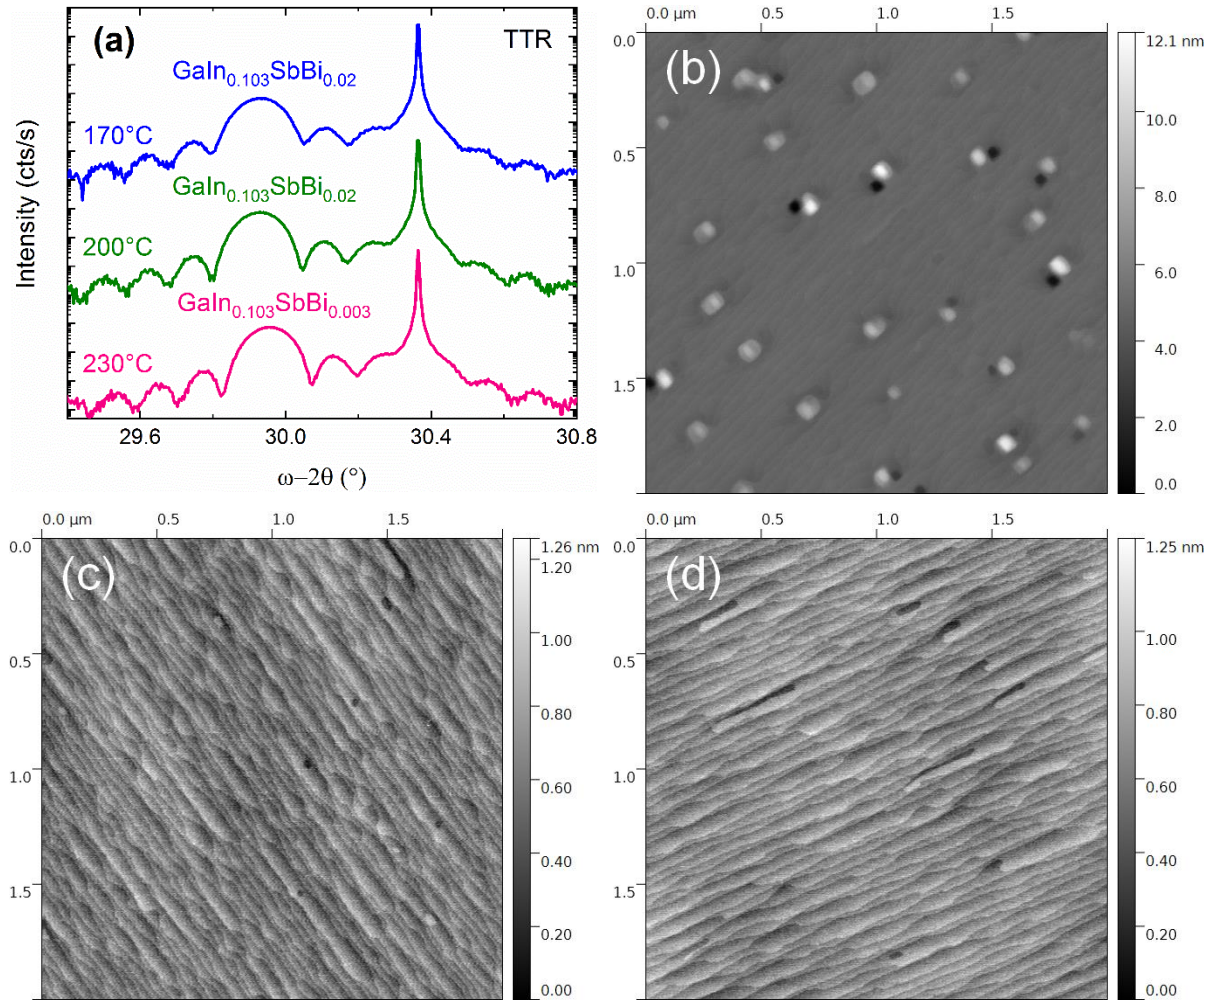 (a)
TTR
GaIn0.103SbBi0.02
170°C
GaIn0.103SbBi0.02
200°C
GaIn0.103SbBi0.003
230°C
Intensity (cts/s)
29.6 30.0 30.4 30.8
ω−2θ (°)
0.0 μm 0.5 1.0 1.5
(b)
0.0
0.5
1.0
1.5
12.1 nm
10.0
8.0
6.0
4.0
2.0
0.0
0.0 μm 0.5 1.0 1.5
(c)
0.0
0.5
1.0
1.5
1.26 nm
1.20
1.00
0.80
0.60
0.40
0.20
0.00
0.0 μm 0.5 1.0 1.5
(d)
0.0
0.5
1.0
1.5
1.25 nm
1.00
0.80
0.60
0.40
0.20
0.00